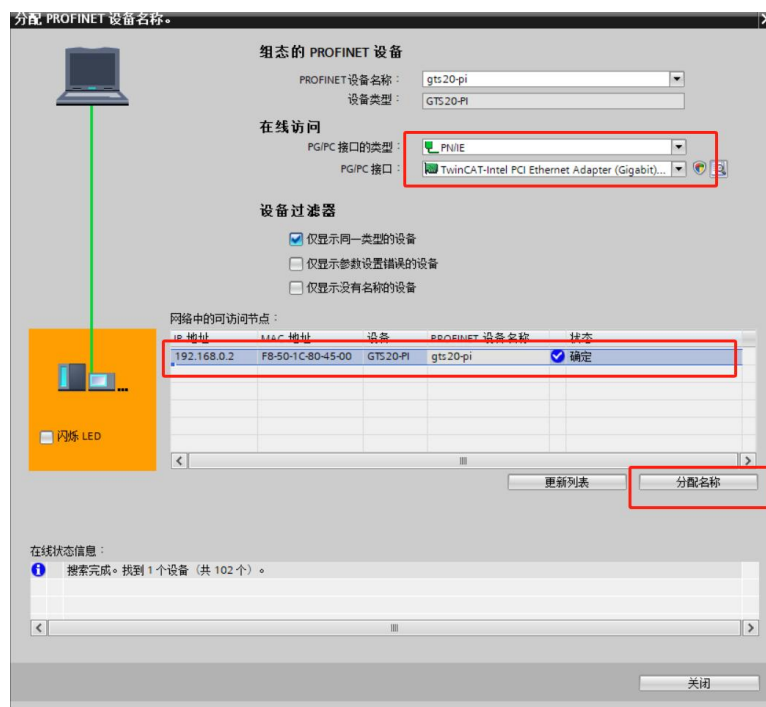 分配 PROFINET 设备名称。
组态的 PROFINET 设备
PROFINET设备名称： gts20-pi
设备类型： GTS20-PI
在线访问
PG/PC 接口的类型： PN/IE
PG/PC 接口： TwinCAT-Intel PCI Ethernet Adapter (Gigabit)...
设备过滤器
仅显示同一类型的设备
仅显示参数设置错误的设备
仅显示没有名称的设备
网络中的可访问节点：
IP 地址 MAC 地址 设备 PROFINET 设备名称 状态
192.168.0.2 F8-50-1C-80-45-00 GTS20-PI gts20-pi 确定
闪烁 LED
更新列表 分配名称
在线状态信息：
搜索完成。找到 1 个设备（共 102 个）。
关闭